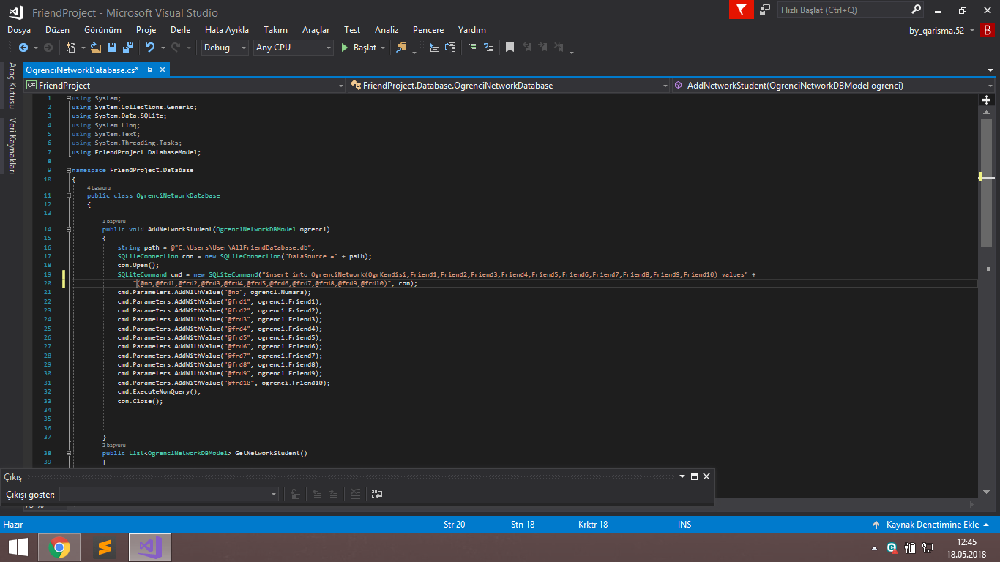 FriendProject - Microsoft Visual Studio
Hızlı Başlat (Ctrl+Q)
Dosya Düzen Görünüm Proje Derle Hata Ayıkla Takım Araçlar Test Analiz Pencere Yardım
by_qarisma.52 B
Debug Any CPU Başlat
Araç Kutusu
Veri Kaynakları
OgrenciNetworkDatabase.cs*
C# FriendProject
FriendProject.Database.OgrenciNetworkDatabase
AddNetworkStudent(OgrenciNetworkDBModel ogrenci)
1 using System;
2 using System.Collections.Generic;
3 using System.Data.SQLite;
4 using System.Linq;
5 using System.Text;
6 using System.Threading.Tasks;
7 using FriendProject.DatabaseModel;
8
9 namespace FriendProject.Database
10 {
4 başvuru
11 public class OgrenciNetworkDatabase
12 {
13
1 başvuru
14 public void AddNetworkStudent(OgrenciNetworkDBModel ogrenci)
15 {
16 string path = @"C:\Users\User\AllFriendDatabase.db";
17 SQLiteConnection con = new SQLiteConnection("DataSource =" + path);
18 con.Open();
19 SQLiteCommand cmd = new SQLiteCommand("insert into OgrenciNetwork(OgrKendisi,Friend1,Friend2,Friend3,Friend4,Friend5,Friend6,Friend7,Friend8,Friend9,Friend10) values" +
20 "(@no,@frd1,@frd2,@frd3,@frd4,@frd5,@frd6,@frd7,@frd8,@frd9,@frd10)", con);
21 cmd.Parameters.AddWithValue("@no", ogrenci.Numara);
22 cmd.Parameters.AddWithValue("@frd1", ogrenci.Friend1);
23 cmd.Parameters.AddWithValue("@frd2", ogrenci.Friend2);
24 cmd.Parameters.AddWithValue("@frd3", ogrenci.Friend3);
25 cmd.Parameters.AddWithValue("@frd4", ogrenci.Friend4);
26 cmd.Parameters.AddWithValue("@frd5", ogrenci.Friend5);
27 cmd.Parameters.AddWithValue("@frd6", ogrenci.Friend6);
28 cmd.Parameters.AddWithValue("@frd7", ogrenci.Friend7);
29 cmd.Parameters.AddWithValue("@frd8", ogrenci.Friend8);
30 cmd.Parameters.AddWithValue("@frd9", ogrenci.Friend9);
31 cmd.Parameters.AddWithValue("@frd10", ogrenci.Friend10);
32 cmd.ExecuteNonQuery();
33 con.Close();
34
35
36
37 }
2 başvuru
38 public List<OgrenciNetworkDBModel> GetNetworkStudent()
39 {
Çıkış
Çıkışı göster:
Hazır Str 20 Stn 18 Krktr 18 INS Kaynak Denetimine Ekle
12:45
18.05.2018